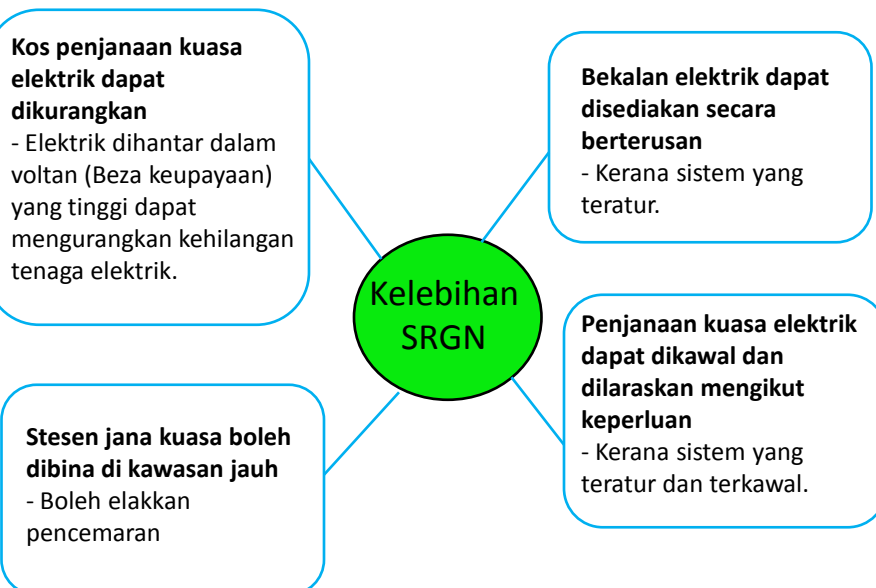 Kos penjanaan kuasa
elektrik dapat
dikurangkan
- Elektrik dihantar dalam
voltan (Beza keupayaan)
yang tinggi dapat
mengurangkan kehilangan
tenaga elektrik.
Bekalan elektrik dapat
disediakan secara
berterusan
- Kerana sistem yang
teratur.
Kelebihan
SRGN
Stesen jana kuasa boleh
dibina di kawasan jauh
- Boleh elakkan
pencemaran
Penjanaan kuasa elektrik
dapat dikawal dan
dilaraskan mengikut
keperluan
- Kerana sistem yang
teratur dan terkawal.